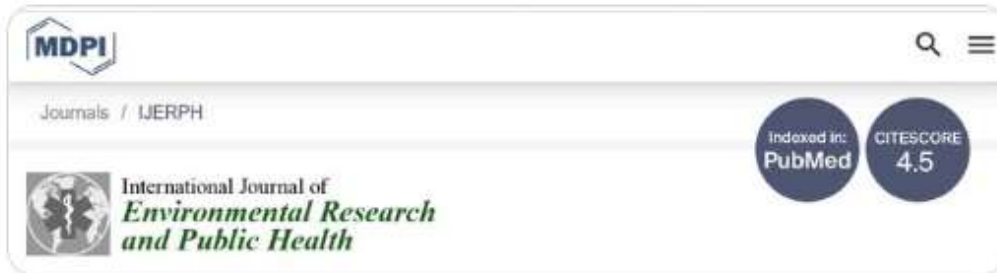 MDPI
Journals / IJERPH
Indexed in:
PubMed
CITESCORE
4.5
International Journal of
Environmental Research
and Public Health